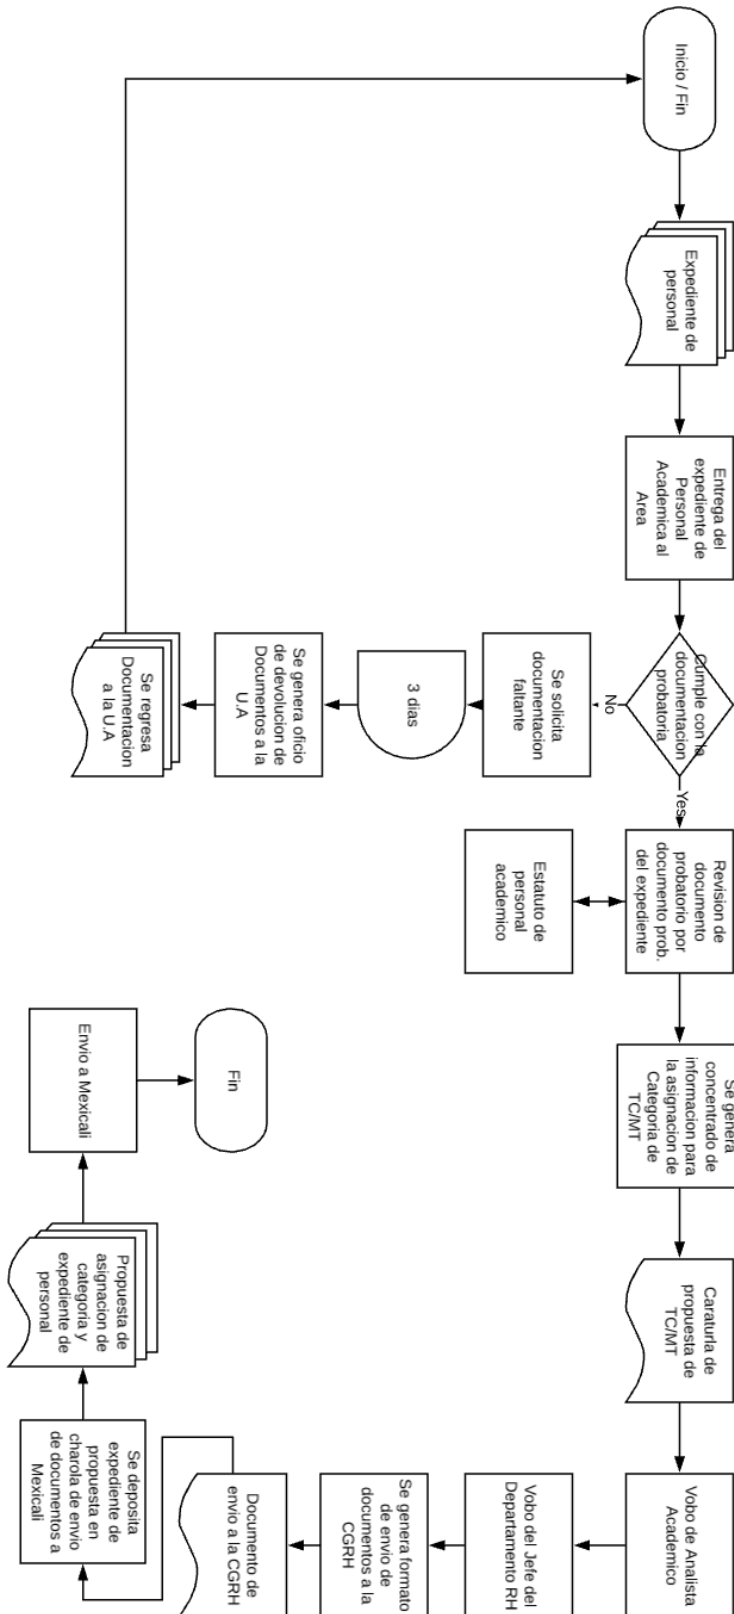 Inicio / Fin
Expediente de
personal
Entrega del
expediente de
Personal
Academica al
Area
Cumple con la
documentacion
probatoria
No
Yes
Se solicita
documentacion
faltante
3 dias
Se genera oficio
de devolucion de
Documentos a la
U.A
Se regresa
Documentacion
a la U.A
Revision de
documento
probatorio por
documento prob.
del expediente
Estatuto de
personal
academico
Se genera
concentrado de
informacion para
la asignacion de
Categoria de
TC/MT
Caraturla de
propuesta de
TC/MT
Vobo de Analista
Academico
Vobo del Jefe del
Departamento RH
Se genera formato
de envio de
documentos a la
CGRH
Documento de
envio a la CGRH
Se deposita
expediente de
propuesta en
charola de envio
de documentos a
Mexicali
Propuesta de
asignacion de
categoria y
expediente de
personal
Envio a Mexicali
Fin